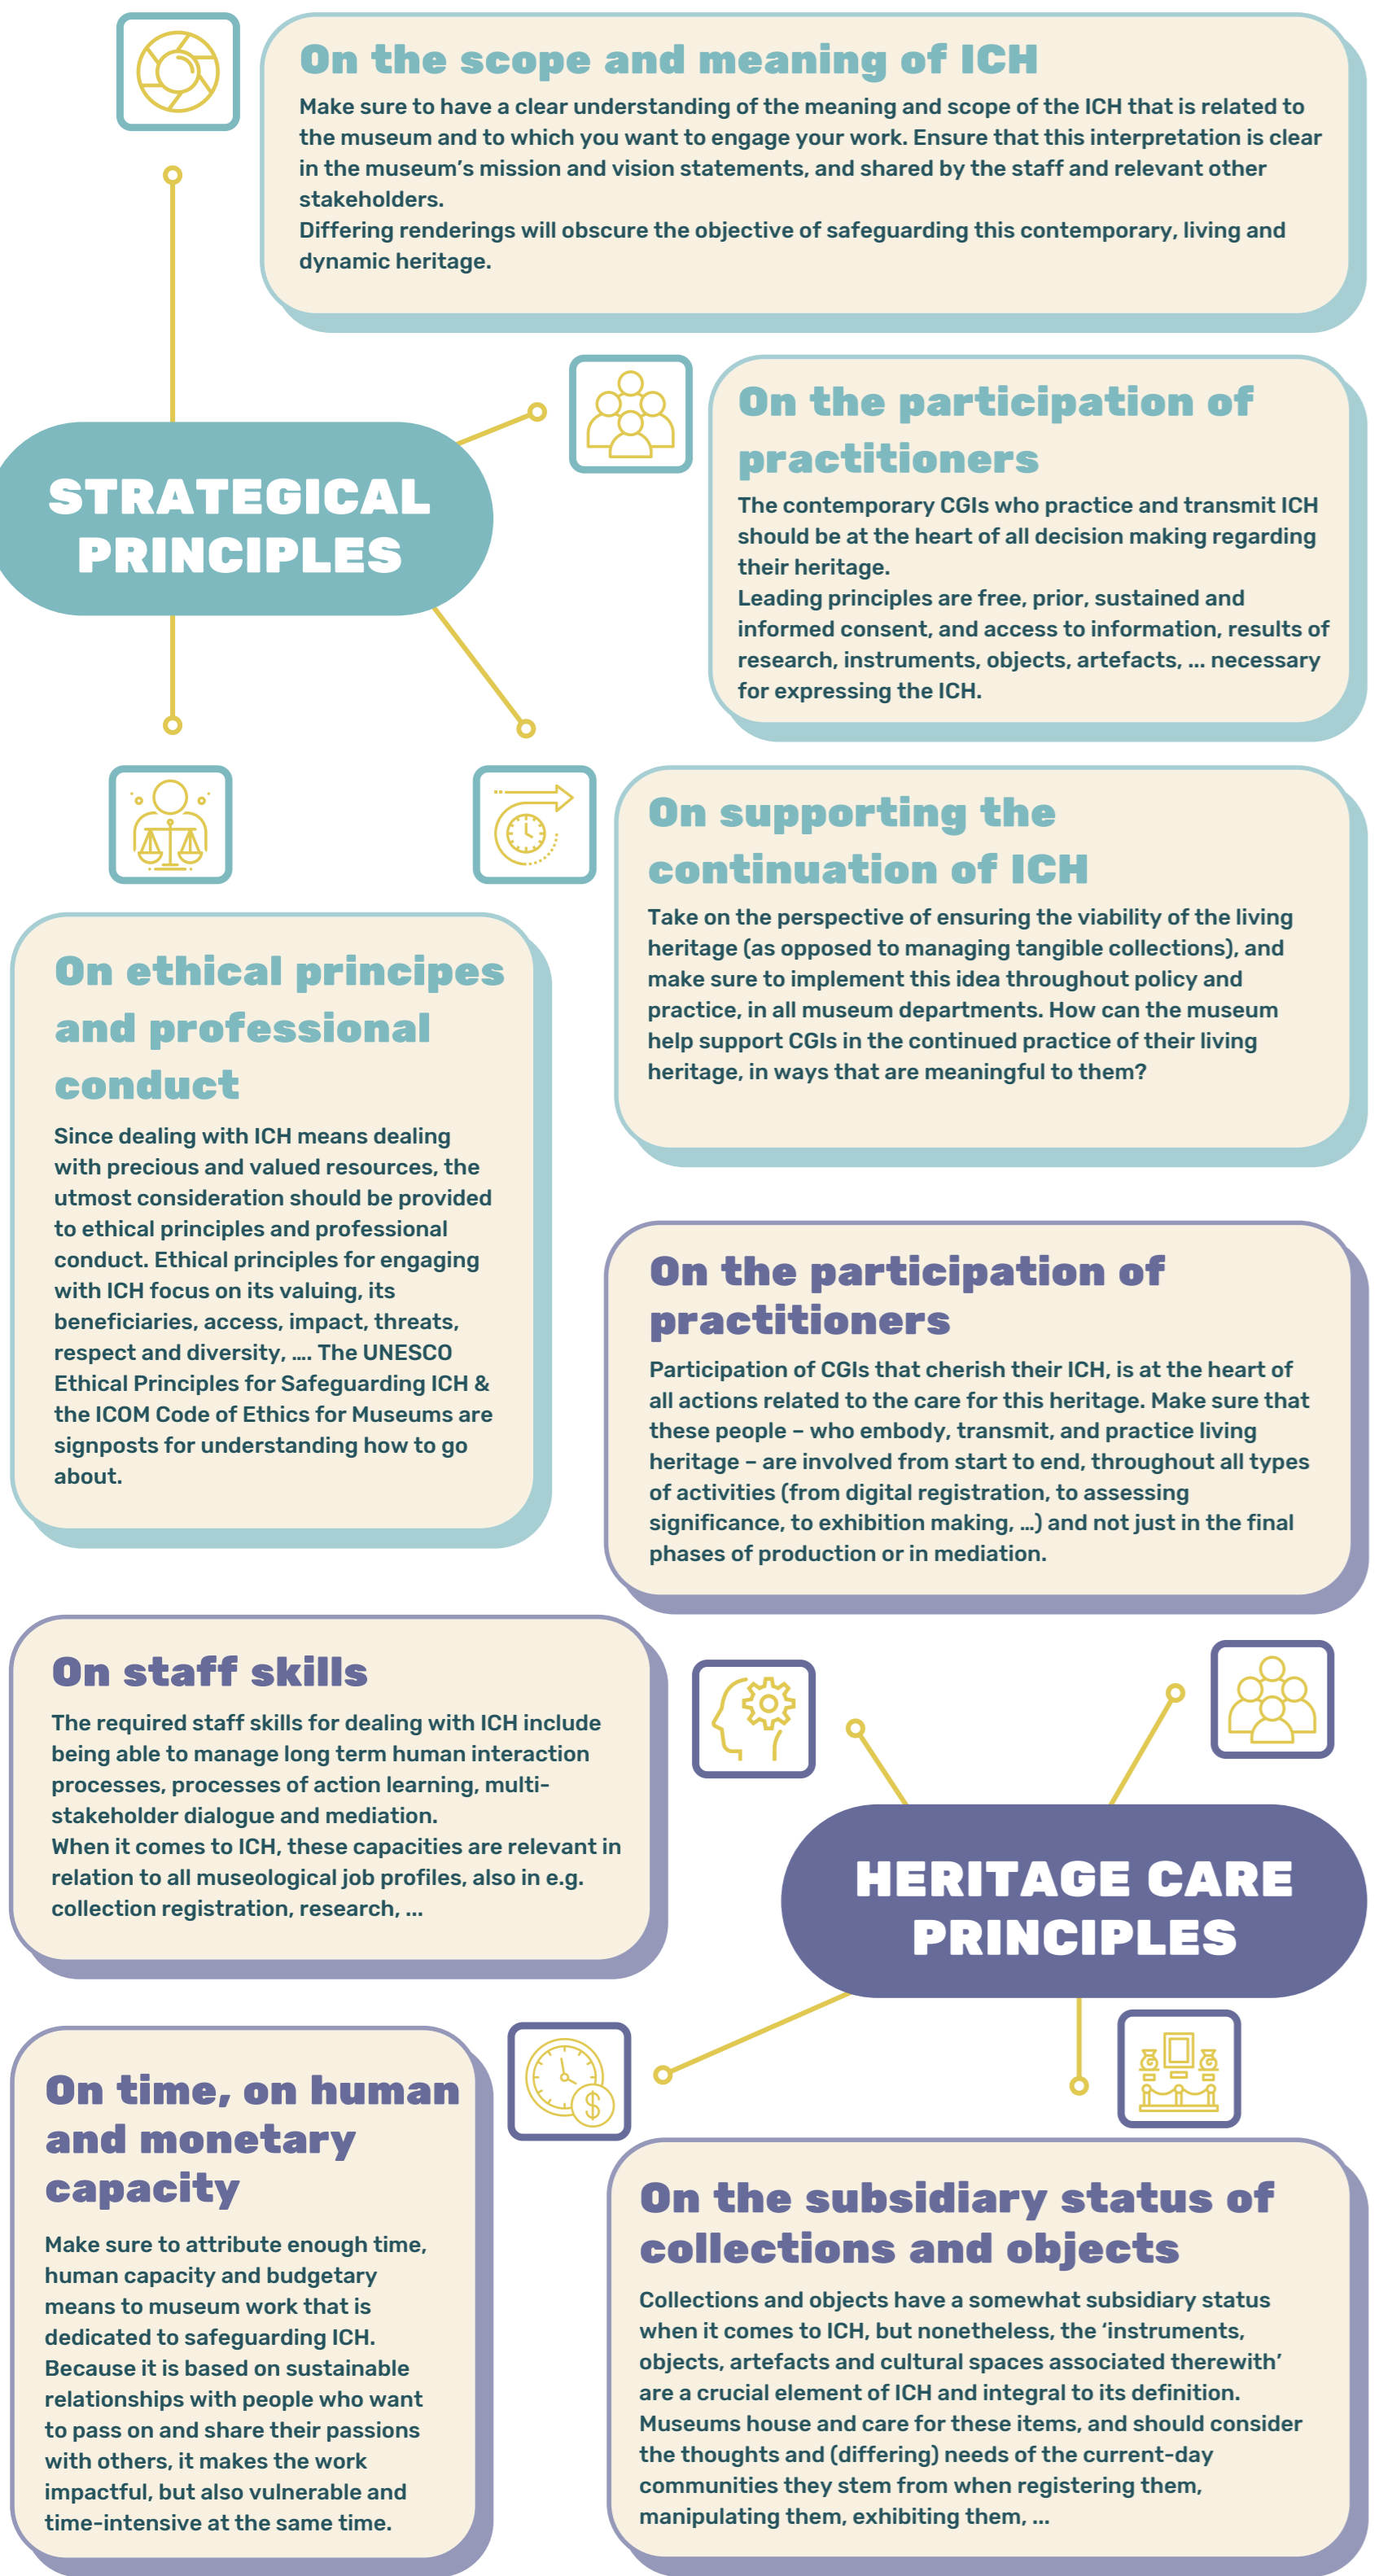 On the scope and meaning of ICH
Make sure to have a clear understanding of the meaning and scope of the ICH that is related to
the museum and to which you want to engage your work. Ensure that this interpretation is clear
in the museum's mission and vision statements, and shared by the staff and relevant other
stakeholders.
Differing renderings will obscure the objective of safeguarding this contemporary, living and
dynamic heritage.
On the participation of
practitioners
The contemporary CGIs who practice and transmit ICH
should be at the heart of all decision making regarding
their heritage.
Leading principles are free, prior, sustained and
informed consent, and access to information, results of
research, instruments, objects, artefacts, ... necessary
for expressing the ICH.
STRATEGICAL
PRINCIPLES
On supporting the
continuation of ICH
Take on the perspective of ensuring the viability of the living
heritage (as opposed to managing tangible collections), and
make sure to implement this idea throughout policy and
practice, in all museum departments. How can the museum
help support CGIs in the continued practice of their living
heritage, in ways that are meaningful to them?
On ethical principes
and professional
conduct
Since dealing with ICH means dealing
with precious and valued resources, the
utmost consideration should be provided
to ethical principles and professional
conduct. Ethical principles for engaging
with ICH focus on its valuing, its
beneficiaries, access, impact, threats,
respect and diversity, .... The UNESCO
Ethical Principles for Safeguarding ICH &
the ICOM Code of Ethics for Museums are
signposts for understanding how to go
about.
On the participation of
practitioners
Participation of CGIs that cherish their ICH, is at the heart of
all actions related to the care for this heritage. Make sure that
these people – who embody, transmit, and practice living
heritage – are involved from start to end, throughout all types
of activities (from digital registration, to assessing
significance, to exhibition making, ...) and not just in the final
phases of production or in mediation.
On staff skills
The required staff skills for dealing with ICH include
being able to manage long term human interaction
processes, processes of action learning, multi-
stakeholder dialogue and mediation.
When it comes to ICH, these capacities are relevant in
relation to all museological job profiles, also in e.g.
collection registration, research, ...
HERITAGE CARE
PRINCIPLES
On time, on human
and monetary
capacity
Make sure to attribute enough time,
human capacity and budgetary
means to museum work that is
dedicated to safeguarding ICH.
Because it is based on sustainable
relationships with people who want
to pass on and share their passions
with others, it makes the work
impactful, but also vulnerable and
time-intensive at the same time.
$
On the subsidiary status of
collections and objects
Collections and objects have a somewhat subsidiary status
when it comes to ICH, but nonetheless, the 'instruments,
objects, artefacts and cultural spaces associated therewith'
are a crucial element of ICH and integral to its definition.
Museums house and care for these items, and should consider
the thoughts and (differing) needs of the current-day
communities they stem from when registering them,
manipulating them, exhibiting them, ...